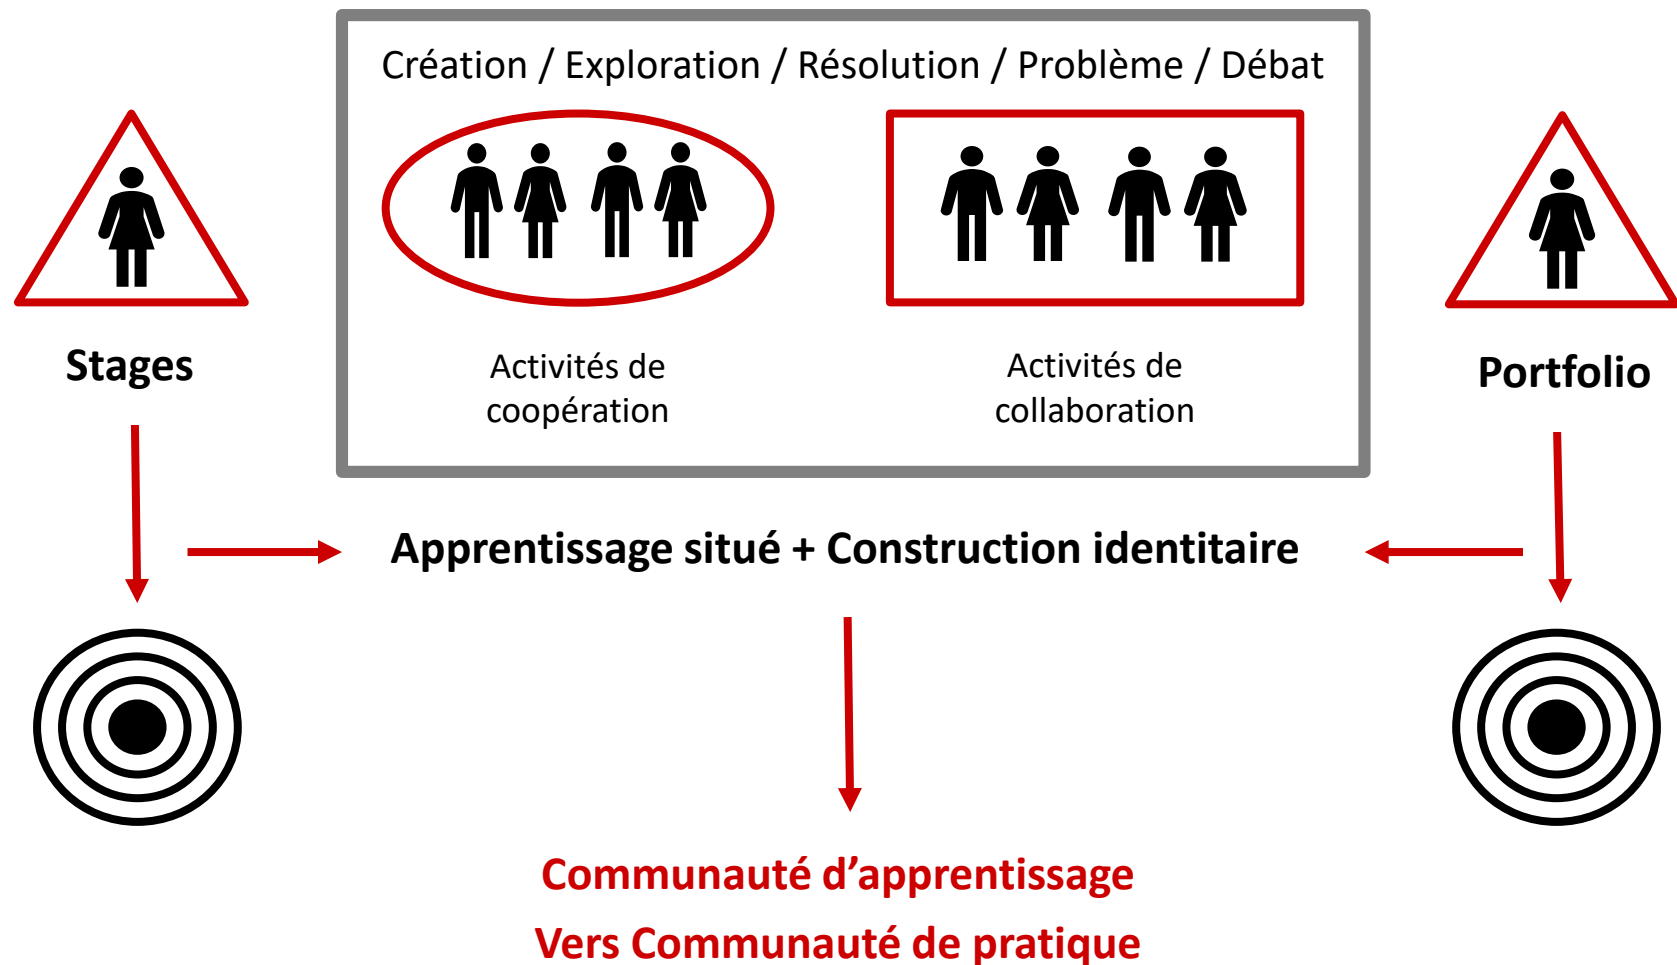 Création / Exploration / Résolution / Problème / Débat
Stages
Activités de
coopération
Activités de
collaboration
Portfolio
Apprentissage situé + Construction identitaire
Communauté d’apprentissage
Vers Communauté de pratique